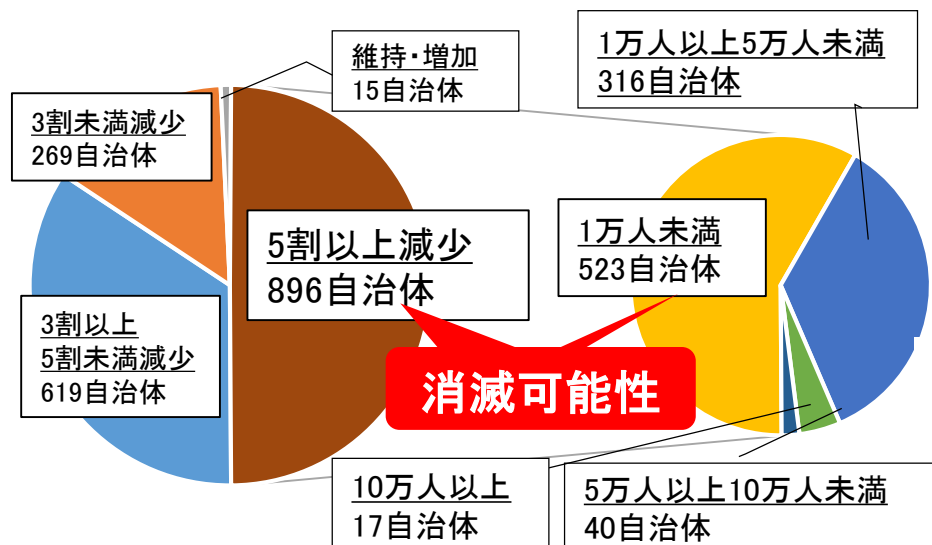 維持・増加
15自治体
3割未満減少
269自治体
5割以上減少
896自治体
3割以上
5割未満減少
619自治体
1万人以上5万人未満
316自治体
1万人未満
523自治体
消滅可能性
10万人以上
17自治体
5万人以上10万人未満
40自治体